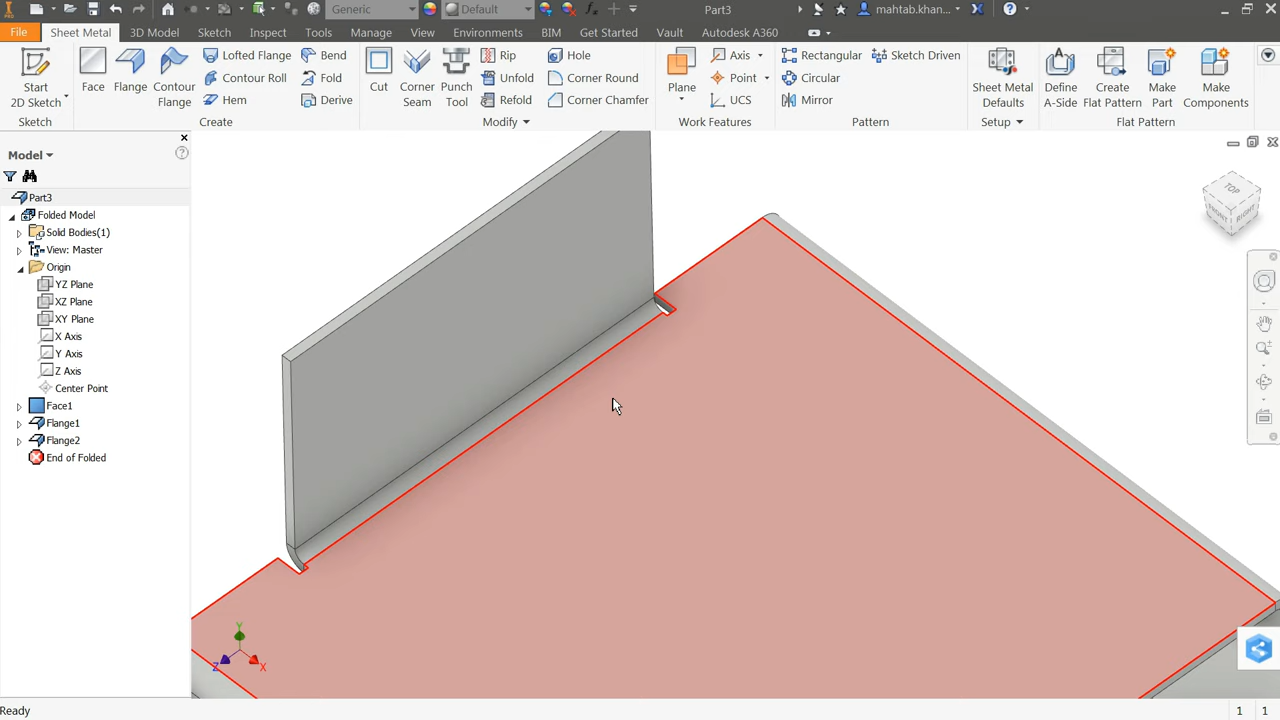 Generic Default fx Part3 mahtab.khan...
File Sheet Metal 3D Model Sketch Inspect Tools Manage View Environments BIM Get Started Vault Autodesk A360
Start 2D Sketch
Face
Flange
Contour Flange
Lofted Flange
Contour Roll
Hem
Bend
Fold
Derive
Cut
Corner Seam
Punch Tool
Rip
Unfold
Refold
Hole
Corner Round
Corner Chamfer
Plane
Axis
Point
UCS
Rectangular
Circular
Mirror
Sketch Driven
Sheet Metal Defaults
Define A-Side
Create Flat Pattern
Make Part
Make Components
Sketch Create Modify Work Features Pattern Setup Flat Pattern
Model
Part3
Folded Model
Solid Bodies(1)
View: Master
Origin
YZ Plane
XZ Plane
XY Plane
X Axis
Y Axis
Z Axis
Center Point
Face1
Flange1
Flange2
End of Folded
TOP
FRONT RIGHT
Y
Z X
Ready 1 1